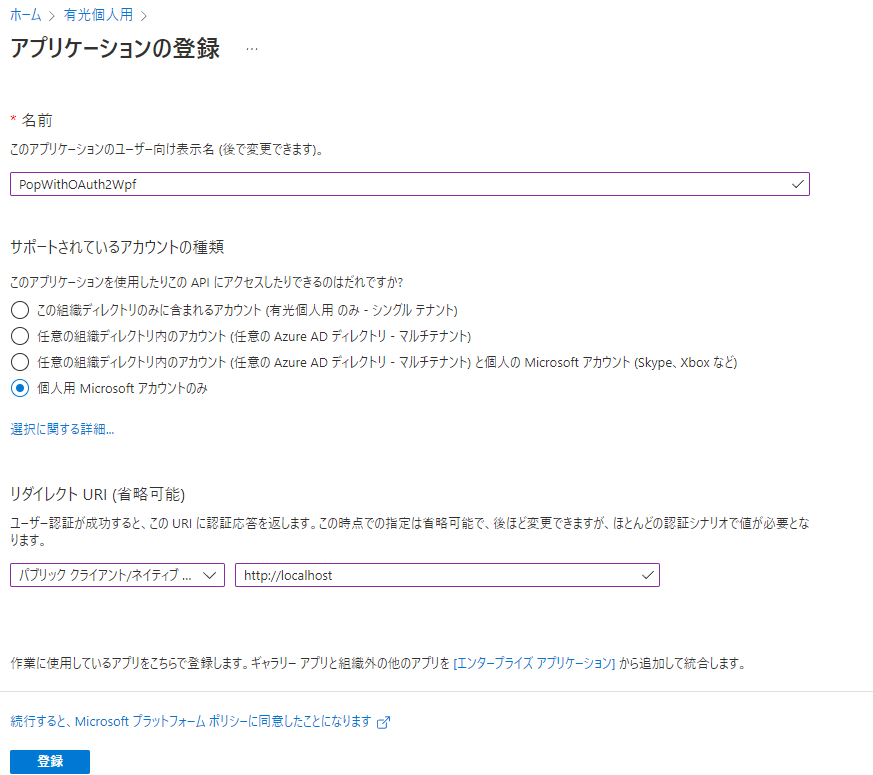 ホーム > 有光個人用 >
アプリケーションの登録 ...
* 名前
このアプリケーションのユーザー向け表示名 (後で変更できます)。
PopWithOAuth2Wpf
サポートされているアカウントの種類
このアプリケーションを使用したりこの API にアクセスしたりできるのはだれですか?
この組織ディレクトリのみに含まれるアカウント (有光個人用 のみ - シングル テナント)
任意の組織ディレクトリ内のアカウント (任意の Azure AD ディレクトリ - マルチテナント)
任意の組織ディレクトリ内のアカウント (任意の Azure AD ディレクトリ - マルチテナント) と個人の Microsoft アカウント (Skype、Xbox など)
個人用 Microsoft アカウントのみ
選択に関する詳細...
リダイレクト URI (省略可能)
ユーザー認証が成功すると、この URI に認証応答を返します。この時点での指定は省略可能で、後ほど変更できますが、ほとんどの認証シナリオで値が必要とな
ります。
パブリック クライアント/ネイティブ ... http://localhost
作業に使用しているアプリをこちらで登録します。ギャラリー アプリと組織外の他のアプリを [エンタープライズ アプリケーション] から追加して統合します。
続行すると、Microsoft プラットフォーム ポリシーに同意したことになります
登録